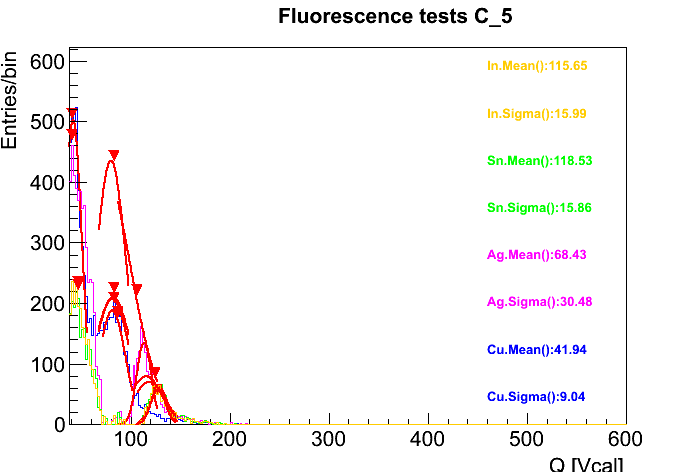 Fluorescence tests C_5
Entries/bin
600
500
400
300
200
100
0
In.Mean():115.65
In.Sigma():15.99
Sn.Mean():118.53
Sn.Sigma():15.86
Ag.Mean():68.43
Ag.Sigma():30.48
Cu.Mean():41.94
Cu.Sigma():9.04
100 200 300 400 500 600
Q [Vcal]